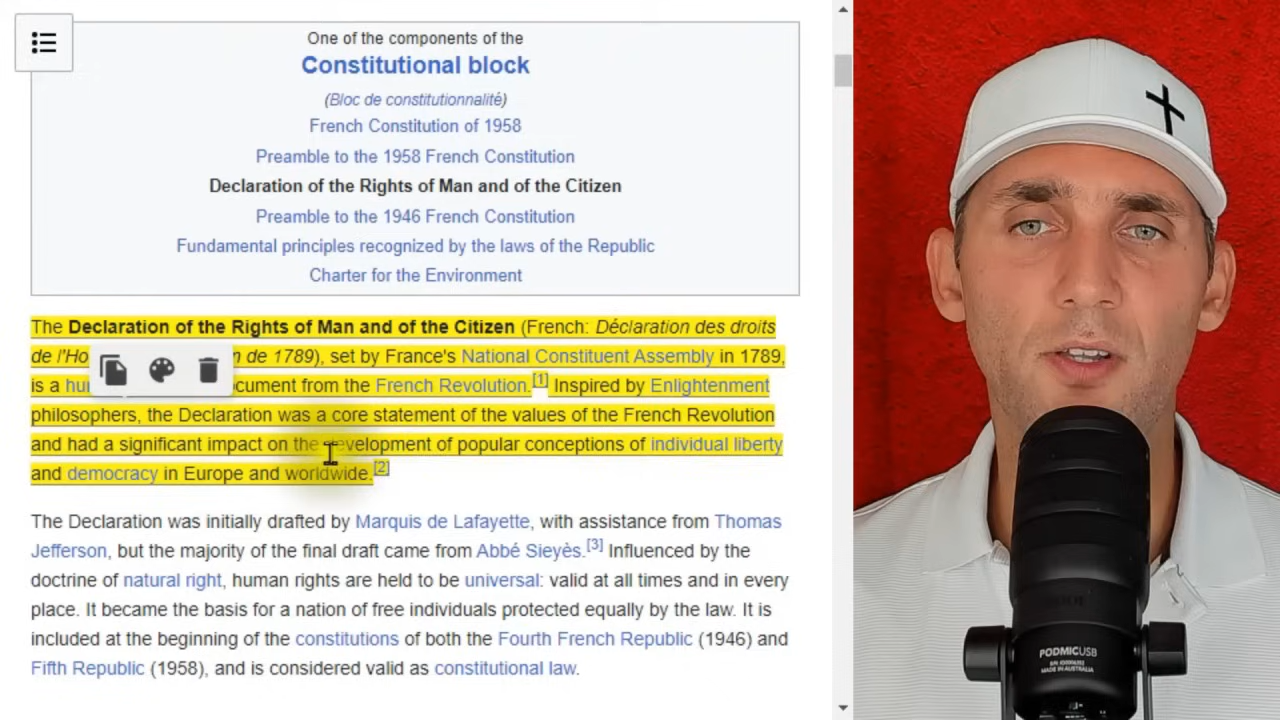 One of the components of the
Constitutional block
(Bloc de constitutionnalité)
French Constitution of 1958
Preamble to the 1958 French Constitution
Declaration of the Rights of Man and of the Citizen
Preamble to the 1946 French Constitution
Fundamental principles recognized by the laws of the Republic
Charter for the Environment
The Declaration of the Rights of Man and of the Citizen (French: Déclaration des droits
de l'Ho de 1789), set by France's National Constituent Assembly in 1789,
is a hu ocument from the French Revolution.[1] Inspired by Enlightenment
philosophers, the Declaration was a core statement of the values of the French Revolution
and had a significant impact on the development of popular conceptions of individual liberty
and democracy in Europe and worldwide.[2]
The Declaration was initially drafted by Marquis de Lafayette, with assistance from Thomas
Jefferson, but the majority of the final draft came from Abbé Sieyès.[3] Influenced by the
doctrine of natural right, human rights are held to be universal: valid at all times and in every
place. It became the basis for a nation of free individuals protected equally by the law. It is
included at the beginning of the constitutions of both the Fourth French Republic (1946) and
Fifth Republic (1958), and is considered valid as constitutional law.
PODMICUSB
MADE IN AUSTRALIA